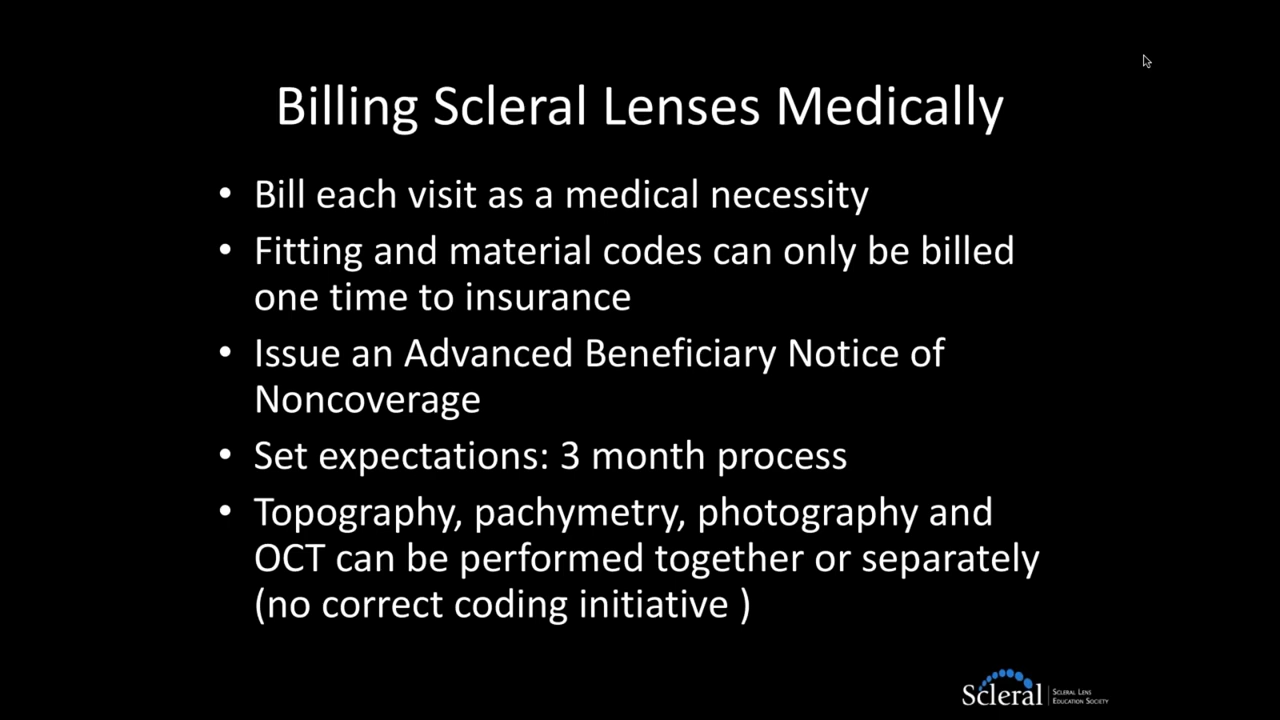 Billing Scleral Lenses Medically
• Bill each visit as a medical necessity
• Fitting and material codes can only be billed
one time to insurance
• Issue an Advanced Beneficiary Notice of
Noncoverage
• Set expectations: 3 month process
• Topography, pachymetry, photography and
OCT can be performed together or separately
(no correct coding initiative )
Scleral
Scleral Lens
Education Society